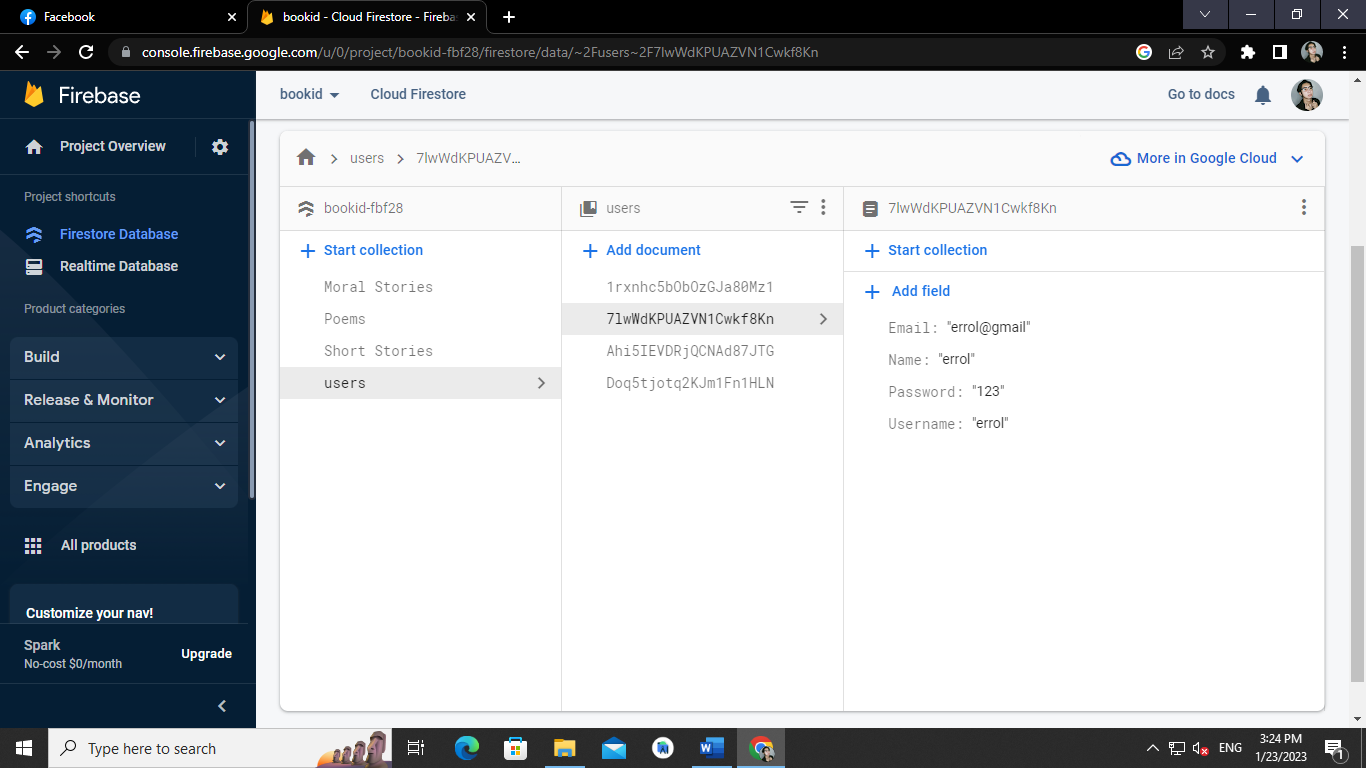 Facebook
bookid - Cloud Firestore - Fireba
console.firebase.google.com/u/0/project/bookid-fbf28/firestore/data/~2Fusers~2F7lwWdKPUAZVN1Cwkf8Kn
Firebase
bookid
Cloud Firestore
Go to docs
Project Overview
Project shortcuts
Firestore Database
Realtime Database
Product categories
Build
Release & Monitor
Analytics
Engage
All products
Customize your nav!
Spark
No-cost $0/month
Upgrade
users
7lwWdKPUAZV...
More in Google Cloud
bookid-fbf28
Start collection
Moral Stories
Poems
Short Stories
users
users
Add document
1rxnhc5bObOzGJa80Mz1
7lwWdKPUAZVN1Cwkf8Kn
Ahi5IEVDRjQCNAd87JTG
Doq5tjotq2KJm1Fn1HLN
7lwWdKPUAZVN1Cwkf8Kn
Start collection
Add field
Email: "errol@gmail"
Name: "errol"
Password: "123"
Username: "errol"
Type here to search
ENG
3:24 PM
1/23/2023
1